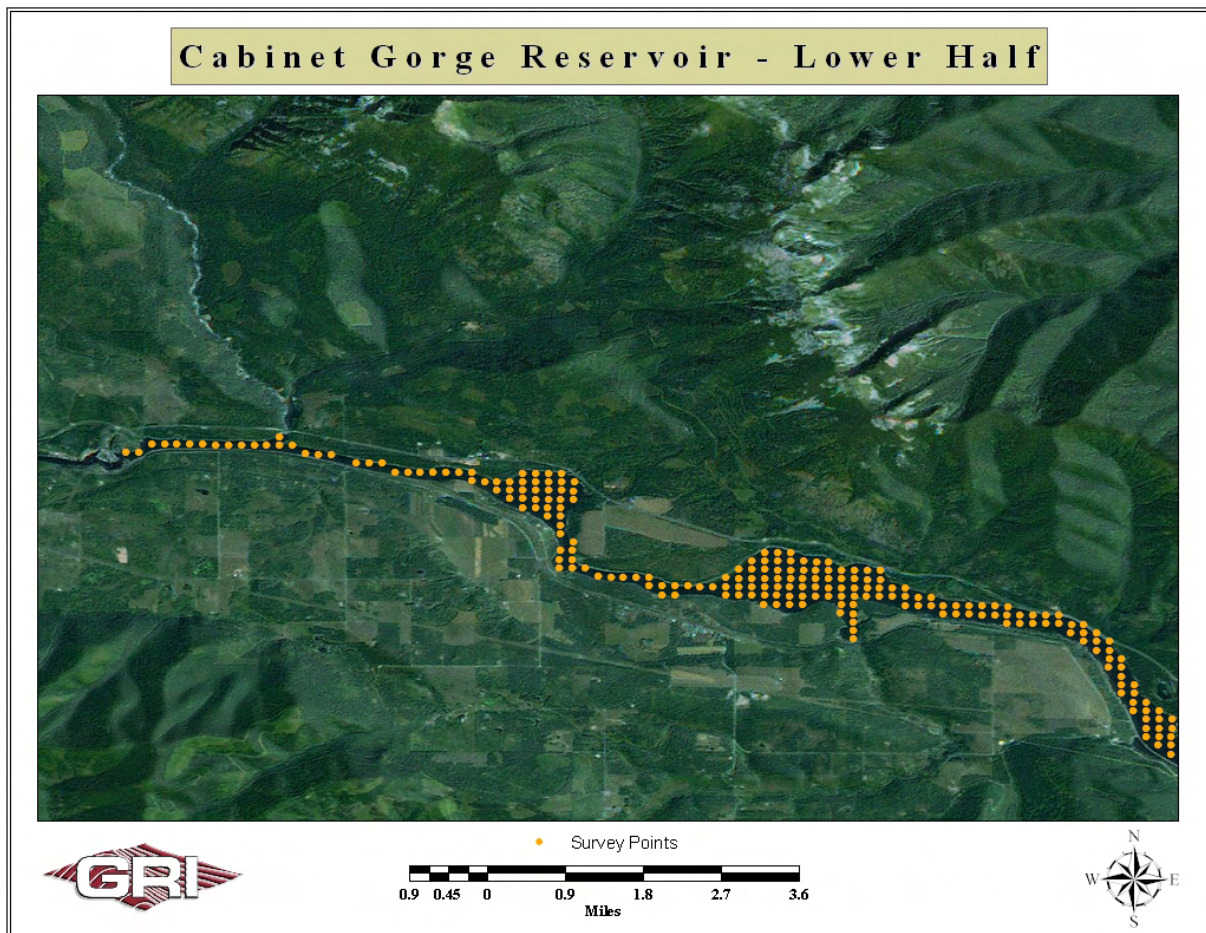 Cabinet Gorge Reservoir - Lower Half
Survey Points
GRI
0.9 0.45 0 0.9 1.8 2.7 3.6
Miles
N
W E
S